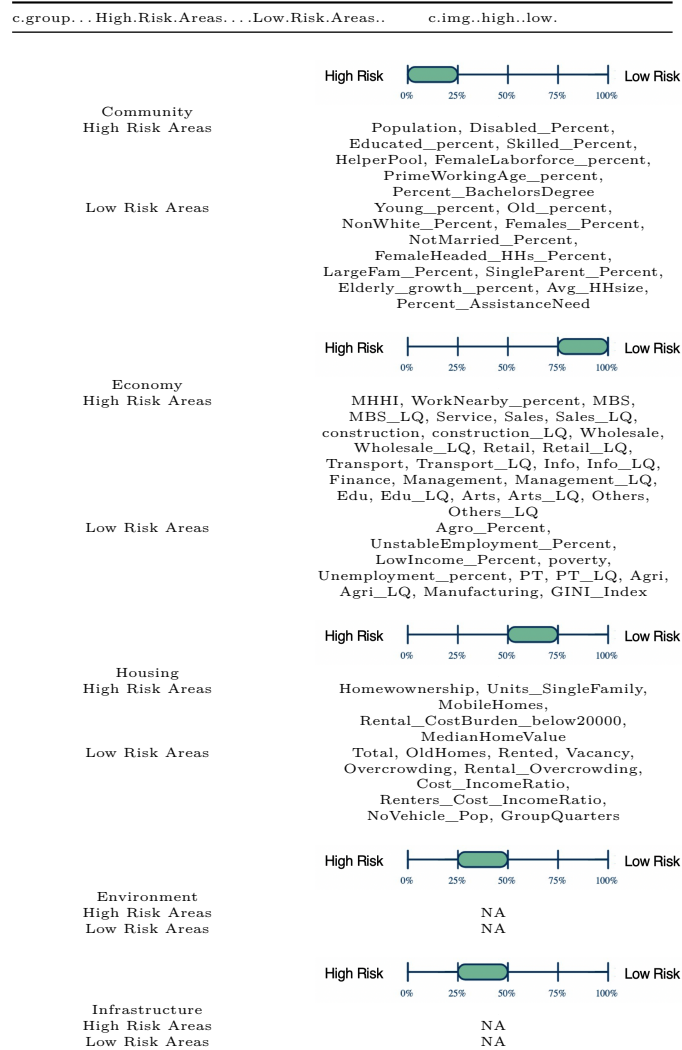 c.group...High.Risk.Areas....Low.Risk.Areas.. c.img..high..low.
High Risk Low Risk
0% 25% 50% 75% 100%
Community
High Risk Areas Population, Disabled_Percent,
Educated_percent, Skilled_Percent,
HelperPool, FemaleLaborforce_percent,
PrimeWorkingAge_percent,
Percent_BachelorsDegree
Low Risk Areas Young_percent, Old_percent,
NonWhite_Percent, Females_Percent,
NotMarried_Percent,
FemaleHeaded_HHs_Percent,
LargeFam_Percent, SingleParent_Percent,
Elderly_growth_percent, Avg_HHsize,
Percent_AssistanceNeed
High Risk Low Risk
0% 25% 50% 75% 100%
Economy
High Risk Areas MHHI, WorkNearby_percent, MBS,
MBS_LQ, Service, Sales, Sales_LQ,
construction, construction_LQ, Wholesale,
Wholesale_LQ, Retail, Retail_LQ,
Transport, Transport_LQ, Info, Info_LQ,
Finance, Management, Management_LQ,
Edu, Edu_LQ, Arts, Arts_LQ, Others,
Others_LQ
Low Risk Areas Agro_Percent,
UnstableEmployment_Percent,
LowIncome_Percent, poverty,
Unemployment_percent, PT, PT_LQ, Agri,
Agri_LQ, Manufacturing, GINI_Index
High Risk Low Risk
0% 25% 50% 75% 100%
Housing
High Risk Areas Homewownership, Units_SingleFamily,
MobileHomes,
Rental_CostBurden_below20000,
MedianHomeValue
Low Risk Areas Total, OldHomes, Rented, Vacancy,
Overcrowding, Rental_Overcrowding,
Cost_IncomeRatio,
Renters_Cost_IncomeRatio,
NoVehicle_Pop, GroupQuarters
High Risk Low Risk
0% 25% 50% 75% 100%
Environment
High Risk Areas NA
Low Risk Areas NA
High Risk Low Risk
0% 25% 50% 75% 100%
Infrastructure
High Risk Areas NA
Low Risk Areas NA